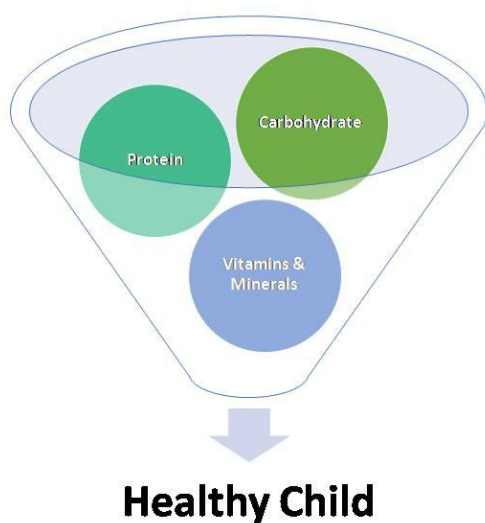 Carbohydrate
Protein
Vitamins &
Minerals
Healthy Child